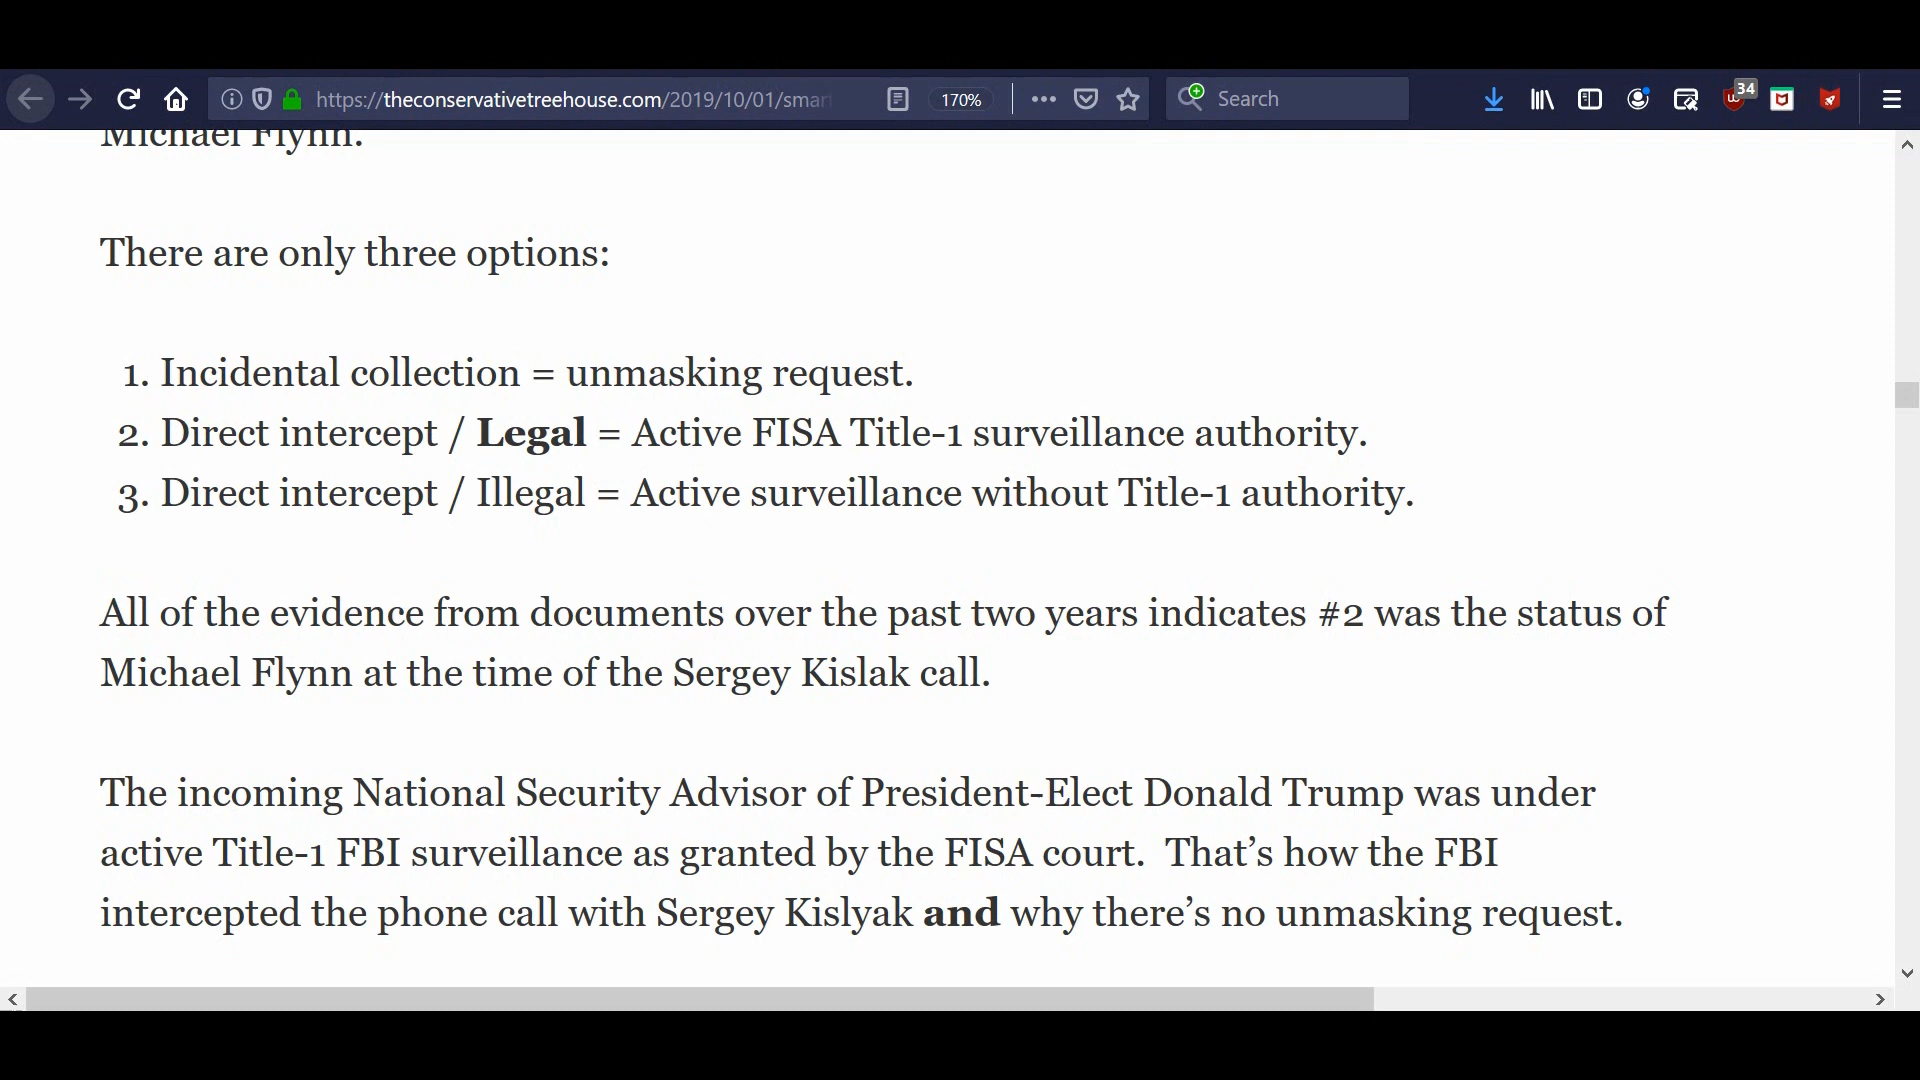 https://theconservativetreehouse.com/2019/10/01/smar
170%
Search
34
Michael Flynn.
There are only three options:
1. Incidental collection = unmasking request.
2. Direct intercept / Legal = Active FISA Title-1 surveillance authority.
3. Direct intercept / Illegal = Active surveillance without Title-1 authority.
All of the evidence from documents over the past two years indicates #2 was the status of
Michael Flynn at the time of the Sergey Kislak call.
The incoming National Security Advisor of President-Elect Donald Trump was under
active Title-1 FBI surveillance as granted by the FISA court.  That’s how the FBI
intercepted the phone call with Sergey Kislyak and why there’s no unmasking request.